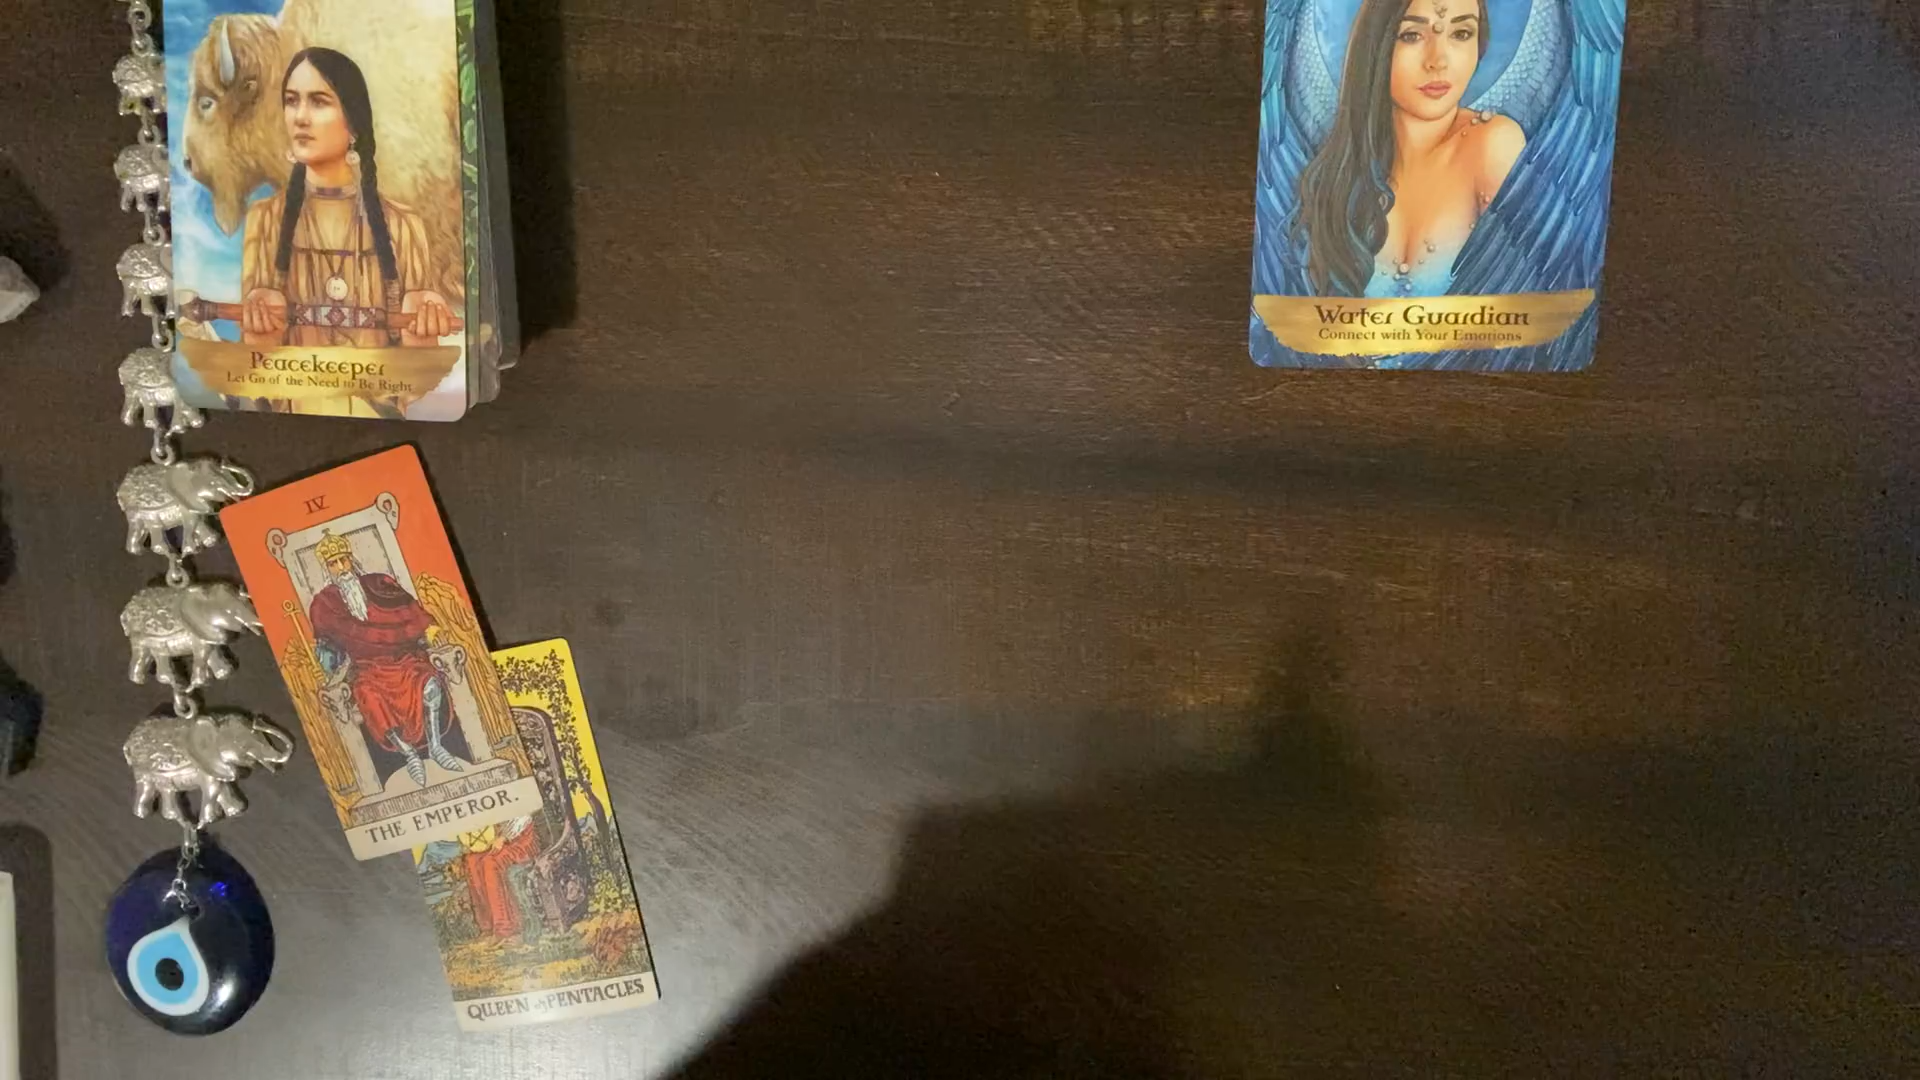 Peacekeeper
Let Go of the Need to Be Right
Water Guardian
Connect with Your Emotions
IV
THE EMPEROR.
QUEEN of PENTACLES